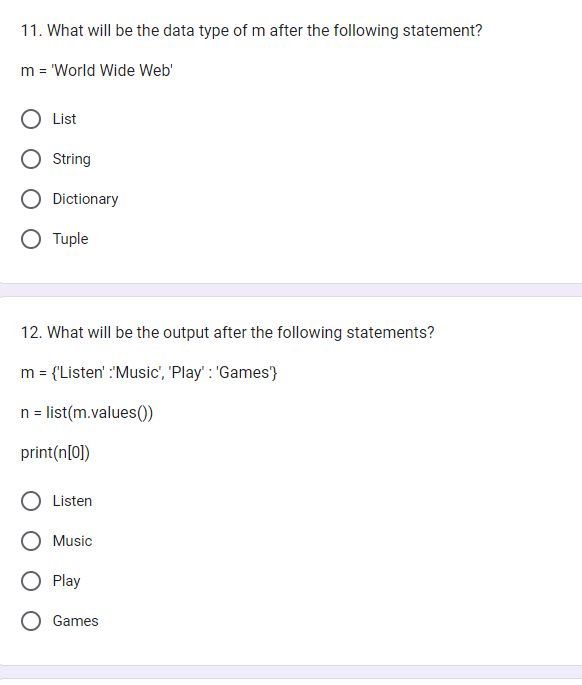 11. What will be the data type of m after the following statement?
m = 'World Wide Web'
List
String
Dictionary
Tuple
12. What will be the output after the following statements?
m = {'Listen' :'Music', 'Play' : 'Games'}
n = list(m.values())
print(n[0])
Listen
Music
Play
Games